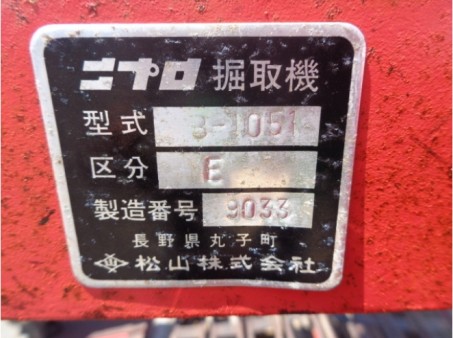 ニプロ 掘取機
型式 B-1051
区分 E
製造番号 9033
長野県丸子町
松山株式会社